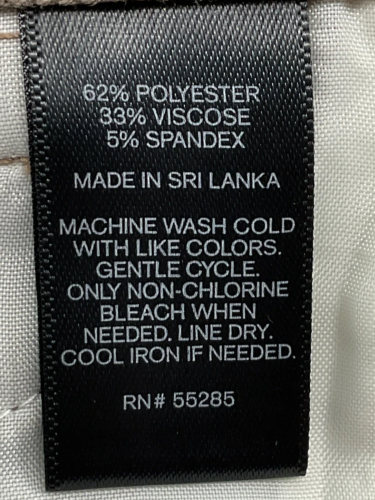 62% POLYESTER
33% VISCOSE
5% SPANDEX
MADE IN SRI LANKA
MACHINE WASH COLD
WITH LIKE COLORS.
GENTLE CYCLE.
ONLY NON-CHLORINE
BLEACH WHEN
NEEDED. LINE DRY.
COOL IRON IF NEEDED.
RN# 55285